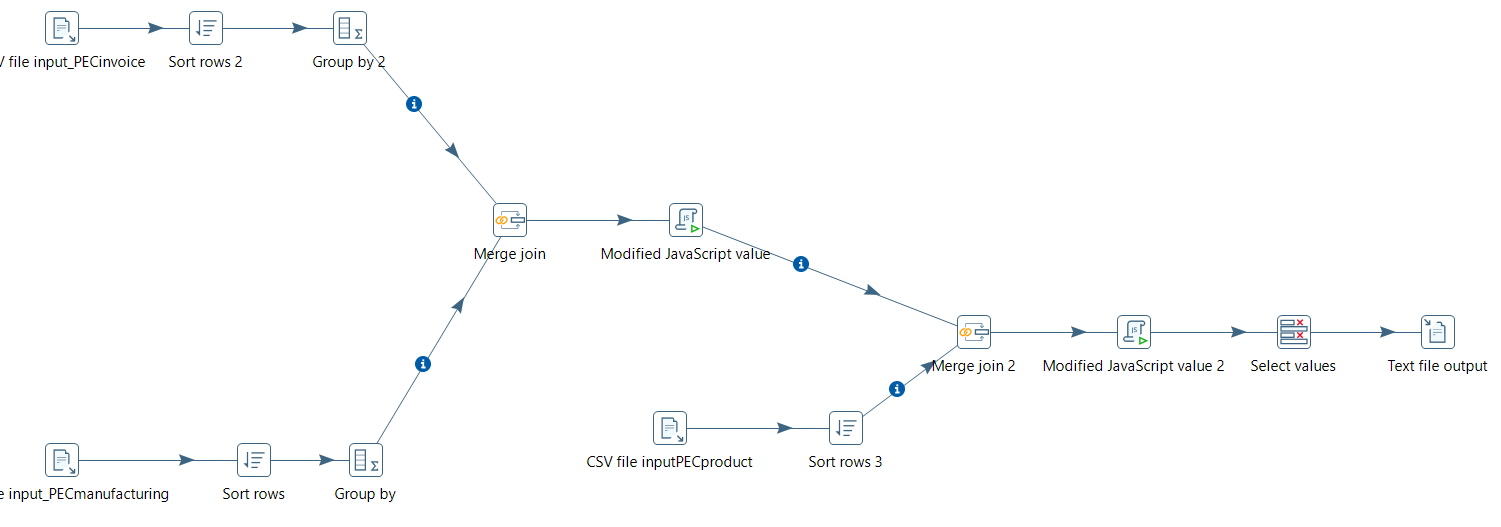 file input_PECinvoice
Sort rows 2
Group by 2
Merge join
Modified JavaScript value
Merge join 2
Modified JavaScript value 2
Select values
Text file output
CSV file inputPECproduct
Sort rows 3
input_PECmanufacturing
Sort rows
Group by